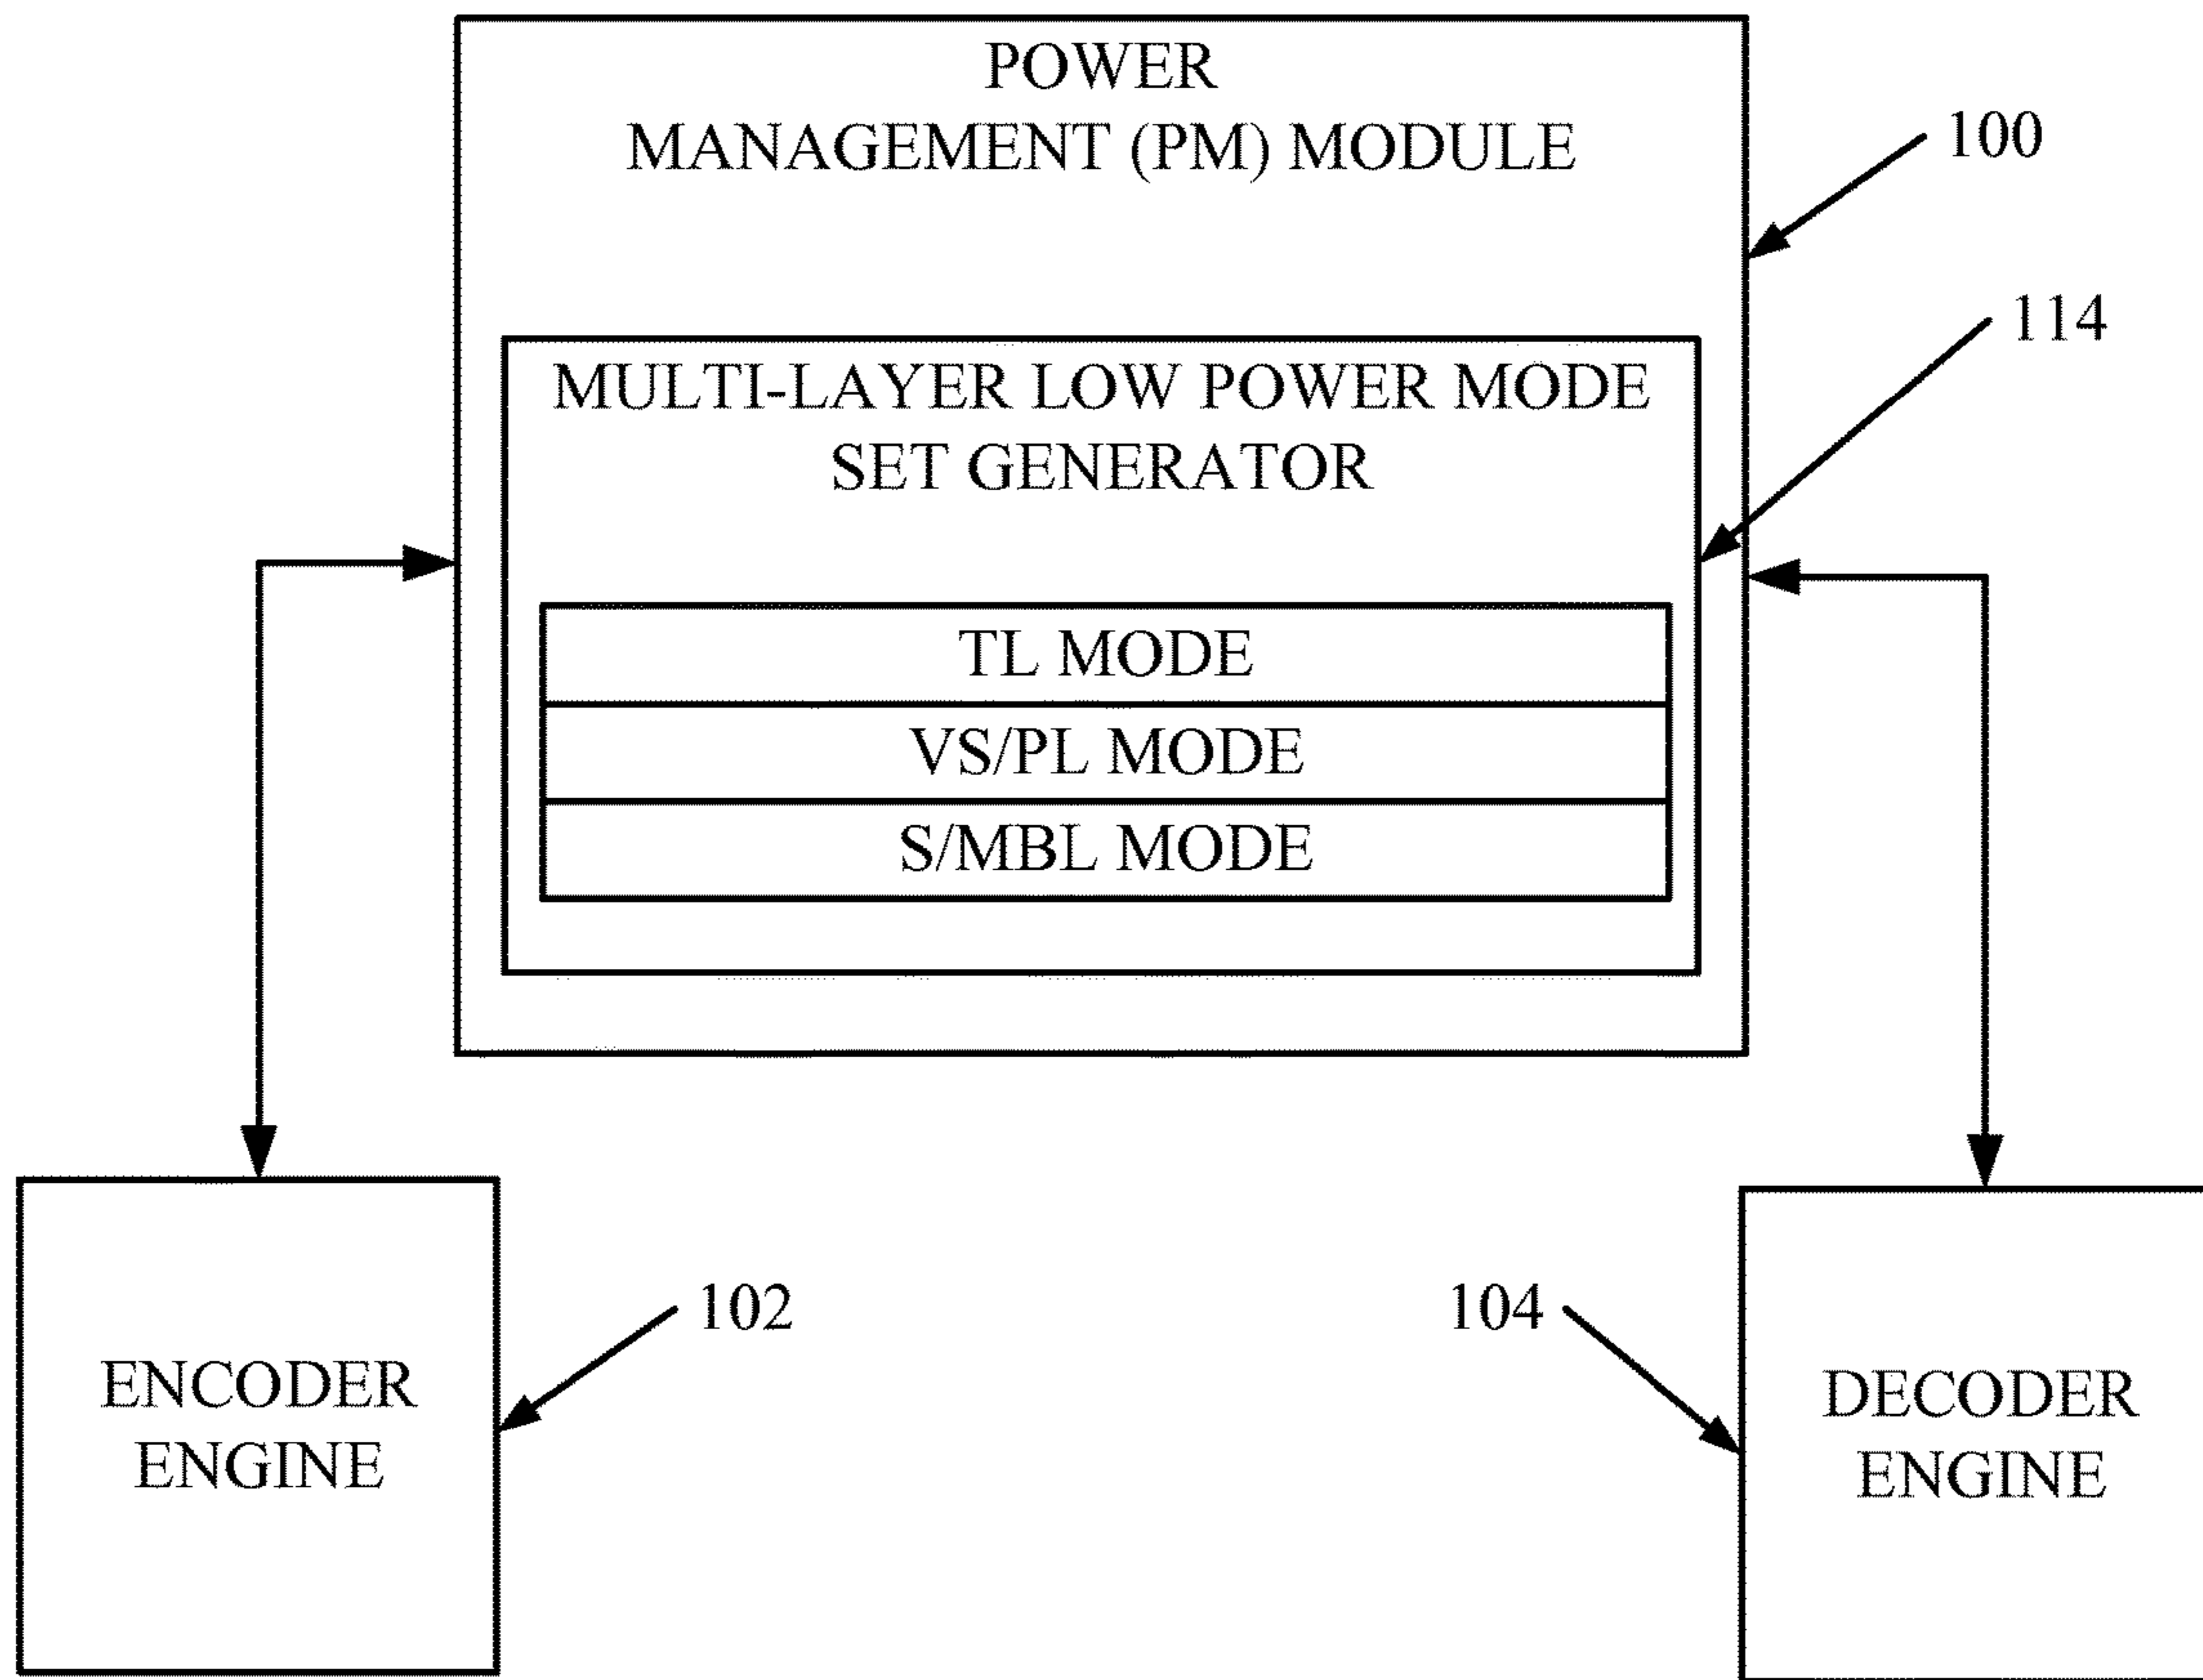 POWER
MANAGEMENT (PM) MODULE
100
114
MULTI-LAYER LOW POWER MODE
SET GENERATOR
TL MODE
VS/PL MODE
S/MBL MODE
102
104
ENCODER
ENGINE
DECODER
ENGINE